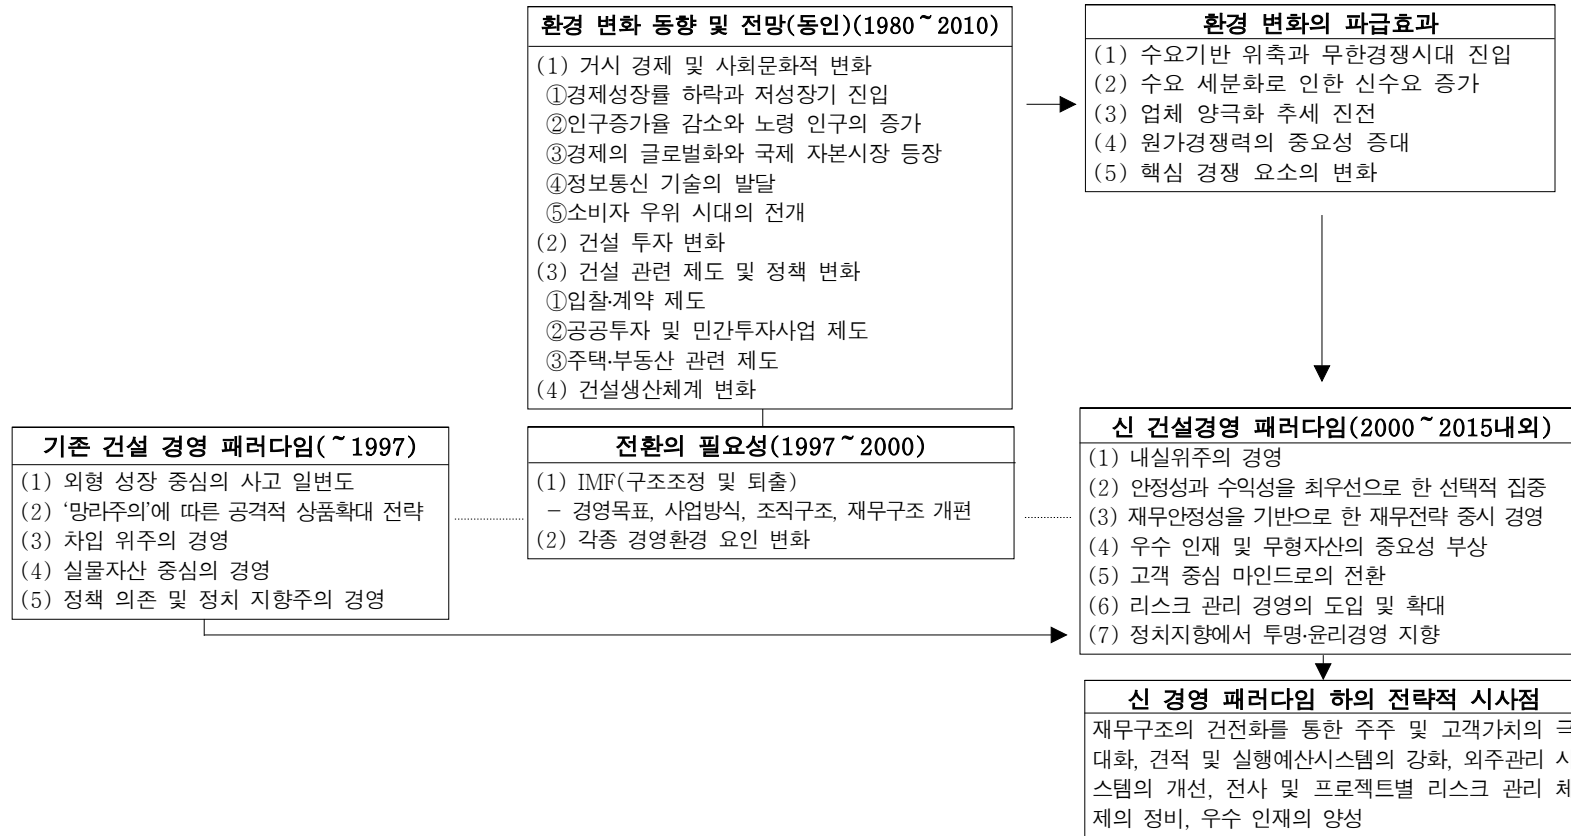 환경 변화 동향 및 전망(동인)(1980~2010)
(1) 거시 경제 및 사회문화적 변화
①경제성장률 하락과 저성장기 진입
②인구증가율 감소와 노령 인구의 증가
③경제의 글로벌화와 국제 자본시장 등장
④정보통신 기술의 발달
⑤소비자 우위 시대의 전개
(2) 건설 투자 변화
(3) 건설 관련 제도 및 정책 변화
①입찰·계약 제도
②공공투자 및 민간투자사업 제도
③주택·부동산 관련 제도
(4) 건설생산체계 변화
환경 변화의 파급효과
(1) 수요기반 위축과 무한경쟁시대 진입
(2) 수요 세분화로 인한 신수요 증가
(3) 업체 양극화 추세 진전
(4) 원가경쟁력의 중요성 증대
(5) 핵심 경쟁 요소의 변화
기존 건설 경영 패러다임(~1997)
(1) 외형 성장 중심의 사고 일변도
(2) ‘망라주의’에 따른 공격적 상품확대 전략
(3) 차입 위주의 경영
(4) 실물자산 중심의 경영
(5) 정책 의존 및 정치 지향주의 경영
전환의 필요성(1997~2000)
(1) IMF(구조조정 및 퇴출)
- 경영목표, 사업방식, 조직구조, 재무구조 개편
(2) 각종 경영환경 요인 변화
신 건설경영 패러다임(2000~2015내외)
(1) 내실위주의 경영
(2) 안정성과 수익성을 최우선으로 한 선택적 집중
(3) 재무안정성을 기반으로 한 재무전략 중시 경영
(4) 우수 인재 및 무형자산의 중요성 부상
(5) 고객 중심 마인드로의 전환
(6) 리스크 관리 경영의 도입 및 확대
(7) 정치지향에서 투명·윤리경영 지향
신 경영 패러다임 하의 전략적 시사점
재무구조의 건전화를 통한 주주 및 고객가치의 극
대화, 견적 및 실행예산시스템의 강화, 외주관리 시
스템의 개선, 전사 및 프로젝트별 리스크 관리 체
제의 정비, 우수 인재의 양성